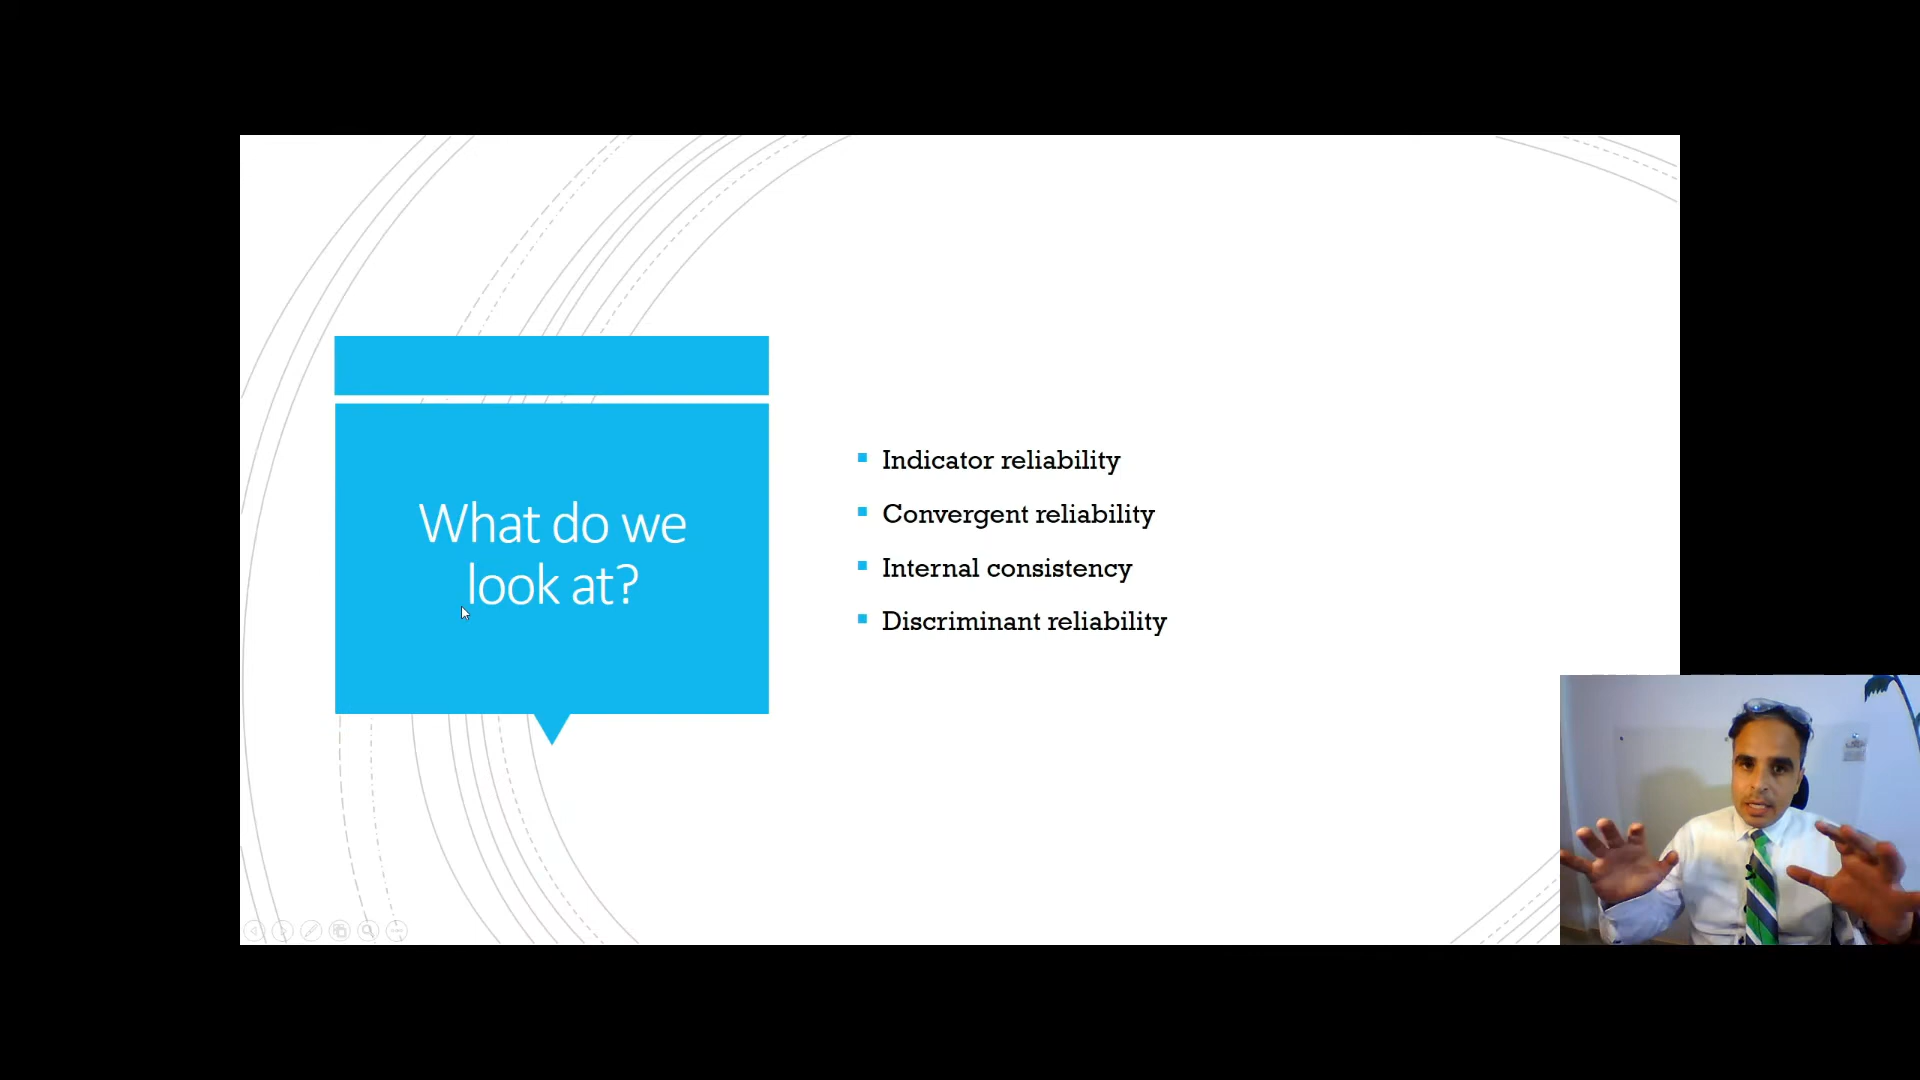 What do we
look at?
Indicator reliability
Convergent reliability
Internal consistency
Discriminant reliability